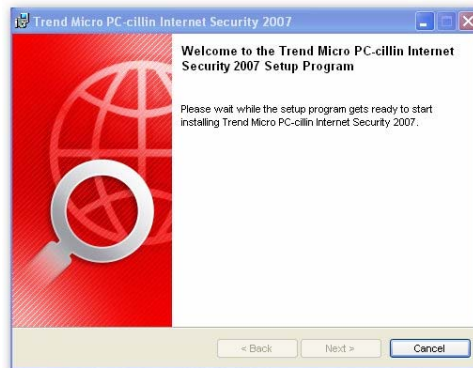 Trend Micro PC-cillin Internet Security 2007
Welcome to the Trend Micro PC-cillin Internet
Security 2007 Setup Program
Please wait while the setup program gets ready to start
installing Trend Micro PC-cillin Internet Security 2007.
< Back
Next >
Cancel